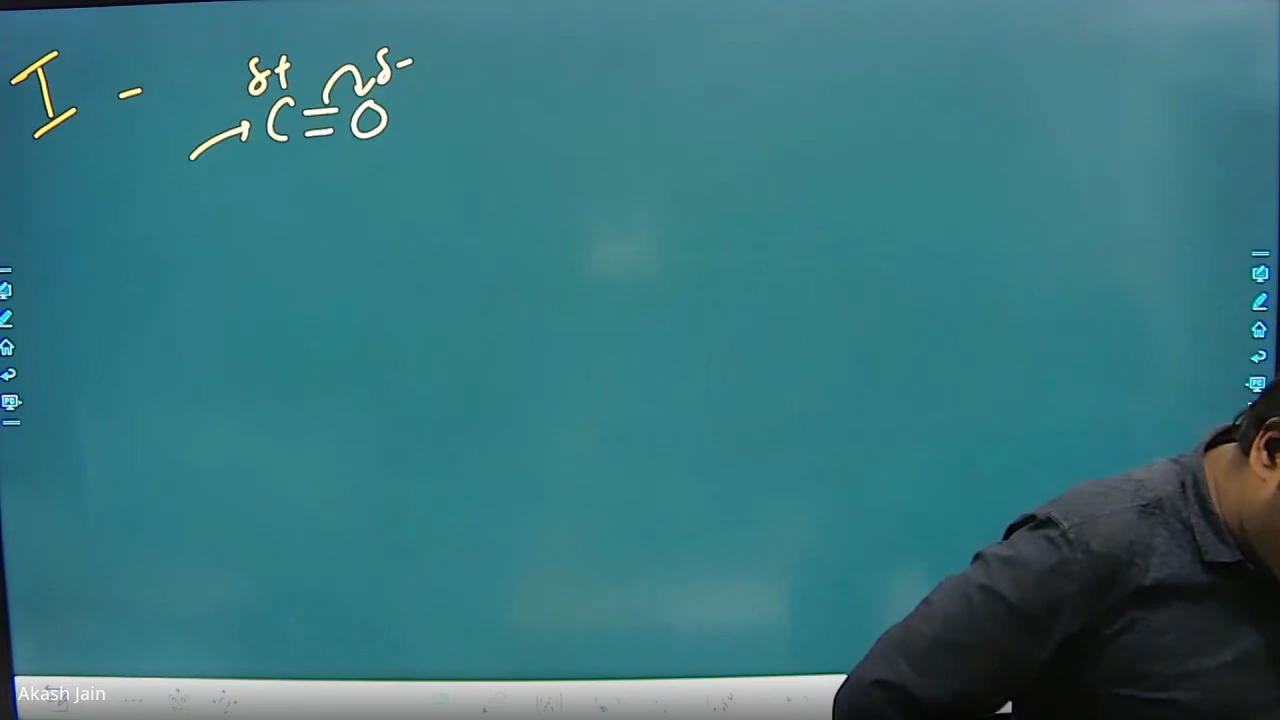 I - δ+ δ-
C=O
Akash Jain